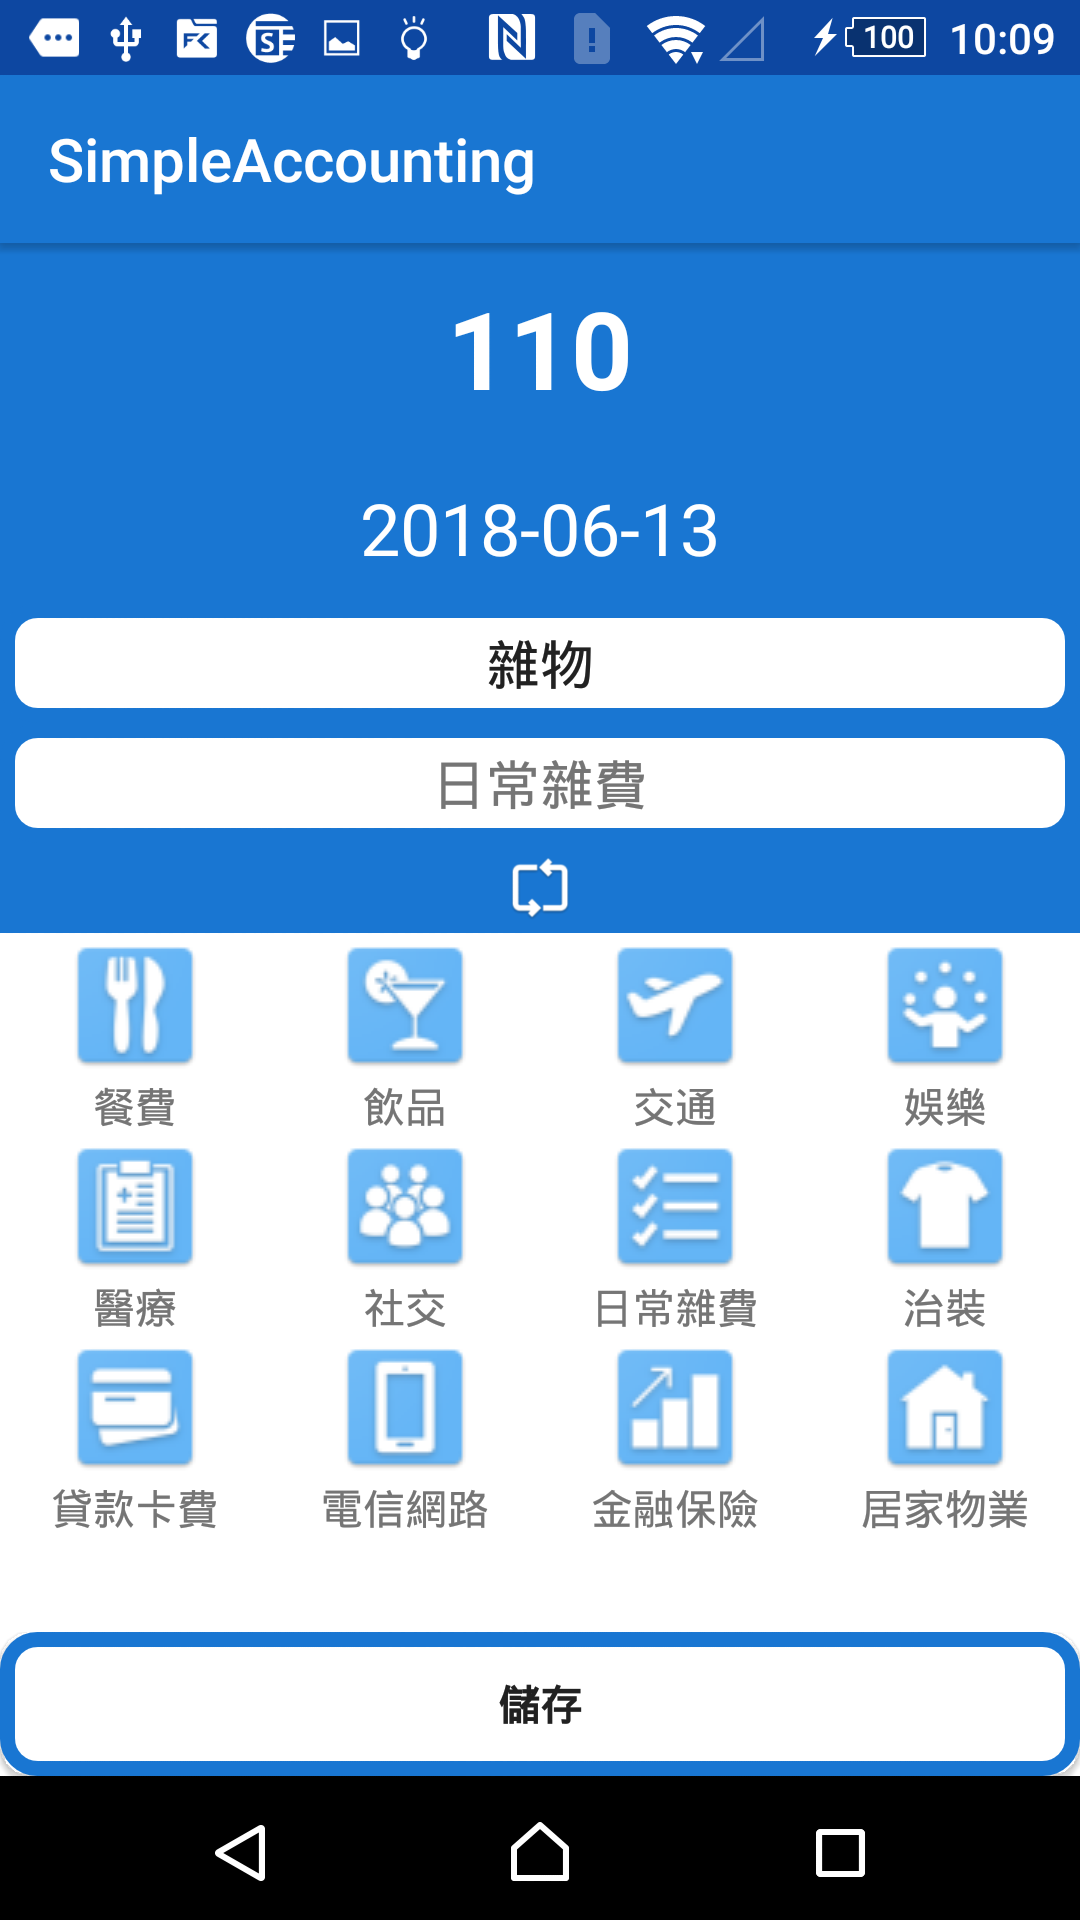 100 10:09
SimpleAccounting
110
2018-06-13
雜物
日常雜費
餐費 飲品 交通 娛樂
醫療 社交 日常雜費 治裝
貸款卡費 電信網路 金融保險 居家物業
儲存